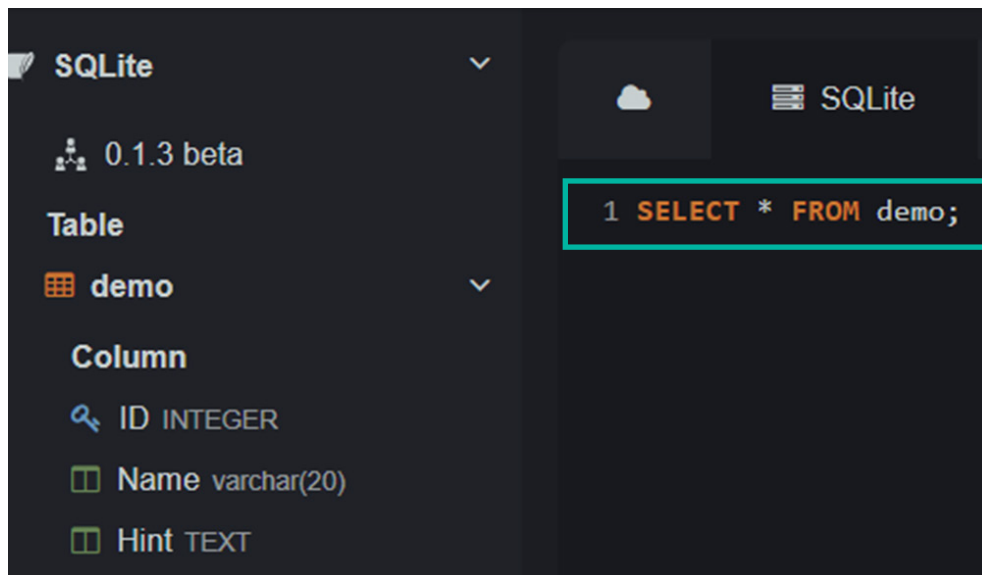 SQLite
0.1.3 beta
Table
demo
Column
ID INTEGER
Name varchar(20)
Hint TEXT
SQLite
1 SELECT * FROM demo;